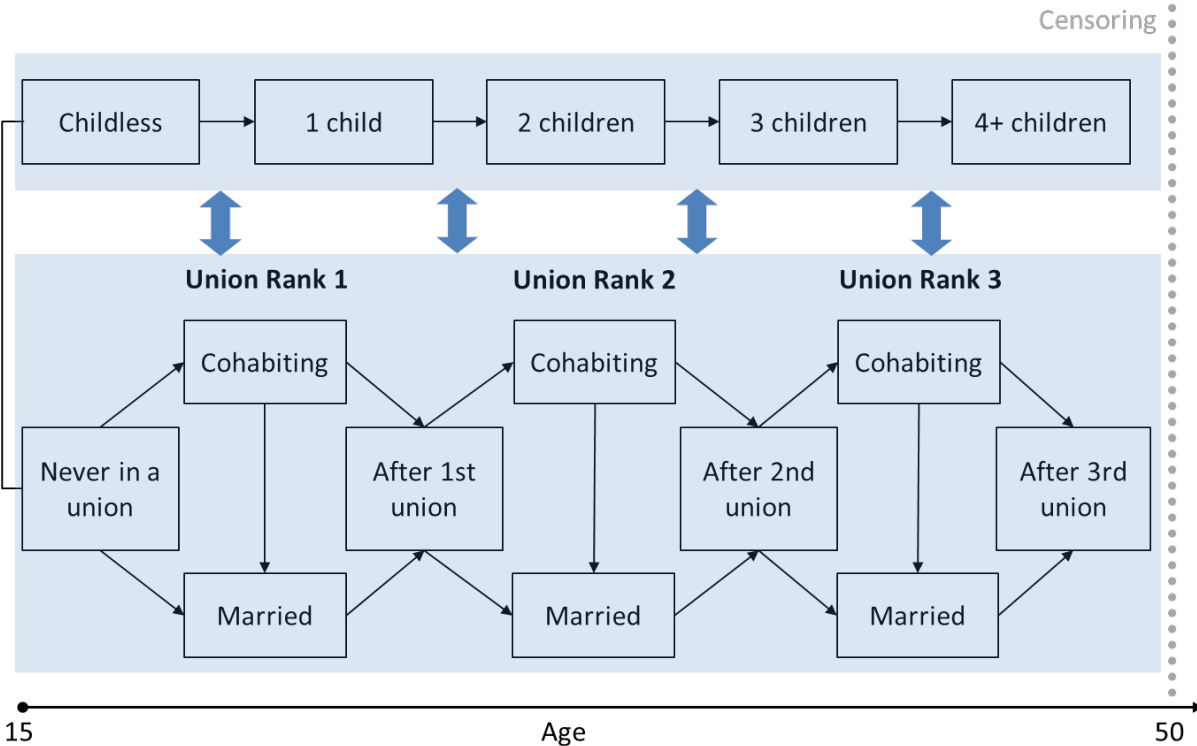 Censoring
Childless
1 child
2 children
3 children
4+ children
Union Rank 1
Union Rank 2
Union Rank 3
Cohabiting
Cohabiting
Cohabiting
Never in a
union
After 1st
union
After 2nd
union
After 3rd
union
Married
Married
Married
15
Age
50